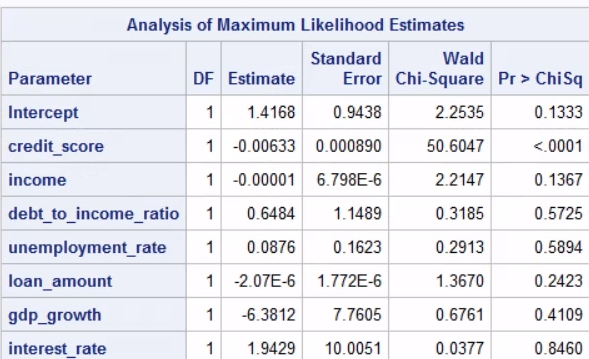 Analysis of Maximum Likelihood Estimates
Parameter DF Estimate Standard Error Wald Chi-Square Pr > ChiSq
Intercept 1 1.4168 0.9438 2.2535 0.1333
credit_score 1 -0.00633 0.000890 50.6047 <.0001
income 1 -0.00001 6.798E-6 2.2147 0.1367
debt_to_income_ratio 1 0.6484 1.1489 0.3185 0.5725
unemployment_rate 1 0.0876 0.1623 0.2913 0.5894
loan_amount 1 -2.07E-6 1.772E-6 1.3670 0.2423
gdp_growth 1 -6.3812 7.7605 0.6761 0.4109
interest_rate 1 1.9429 10.0051 0.0377 0.8460